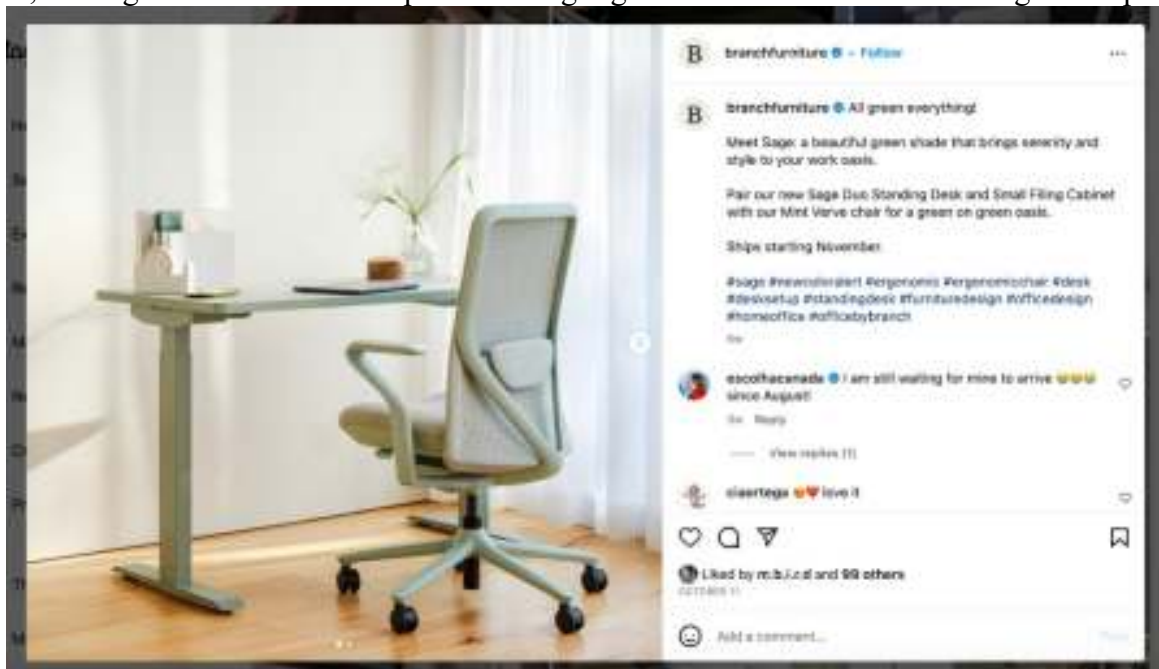 branchfurniture • Follow
B
branchfurniture All green everything!
B
Meet Sage: a beautiful green shade that brings serenity and
style to your work oasis.
Pair our new Sage Duo Standing Desk and Small Filing Cabinet
with our Mint Verve chair for a green on green oasis.
Ships starting November.
#sage #newcoloralert #ergonomic #ergonomicchair #desk
#desksetup #standingdesk #furnituredesign #officedesign
#homeoffice #officebybranch
escolhacanada I am still waiting for mine to arrive 😂😂😂
since August!
Reply
View replies (1)
love it
Liked by m.b.i.c.d and 99 others
OCTOBER 11
Add a comment...
Post